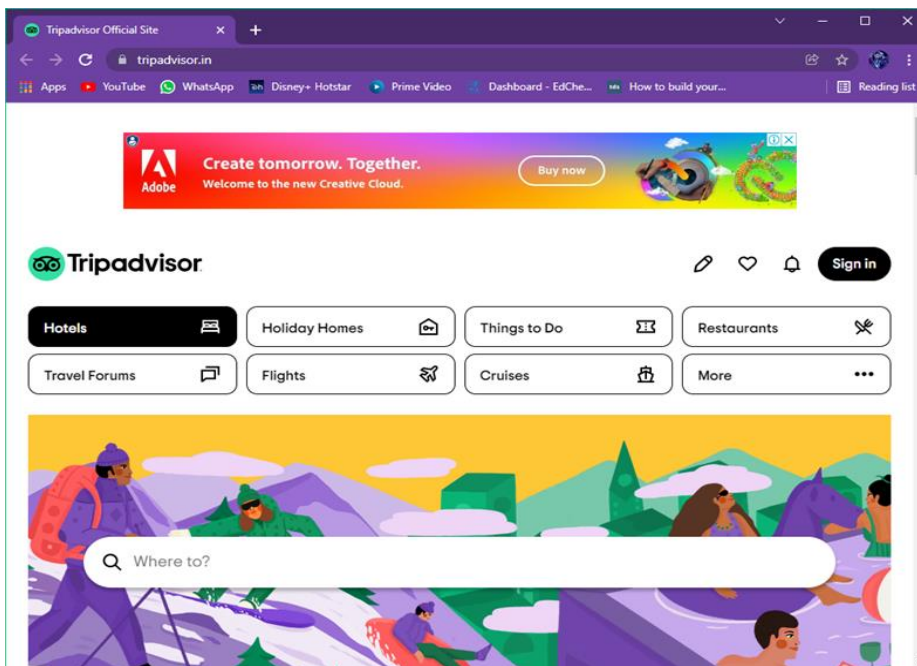 Tripadvisor Official Site
tripadvisor.in
Apps YouTube WhatsApp Disney+ Hotstar Prime Video Dashboard - EdChe... How to build your... Reading list
Adobe
Create tomorrow. Together.
Welcome to the new Creative Cloud.
Buy now
Tripadvisor
Sign in
Hotels Holiday Homes Things to Do Restaurants
Travel Forums Flights Cruises More
Where to?